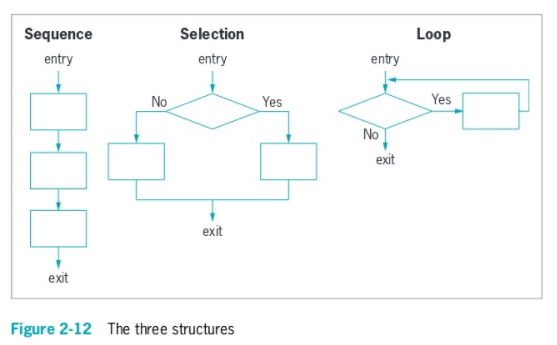 Sequence
entry
exit
Selection
entry
No
Yes
exit
Loop
entry
Yes
No
exit
Figure 2-12 The three structures